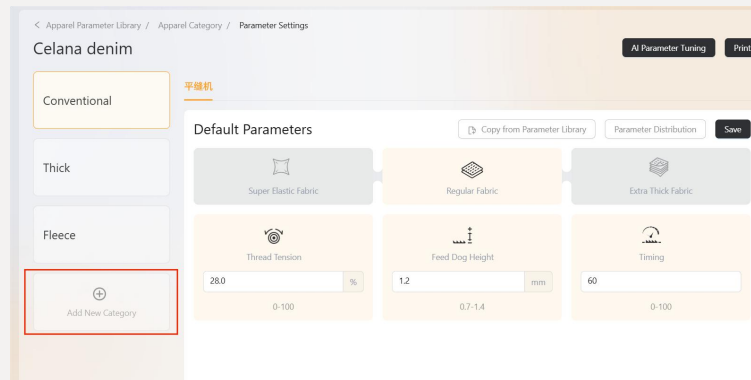 < Apparel Parameter Library / Apparel Category / Parameter Settings
Celana denim
AI Parameter Tuning
Print
Conventional
Thick
Fleece
Add New Category
平缝机
Default Parameters
Copy from Parameter Library
Parameter Distribution
Save
Super Elastic Fabric
Regular Fabric
Extra Thick Fabric
Thread Tension
28.0 %
0-100
Feed Dog Height
1.2 mm
0.7-1.4
Timing
60
0-100